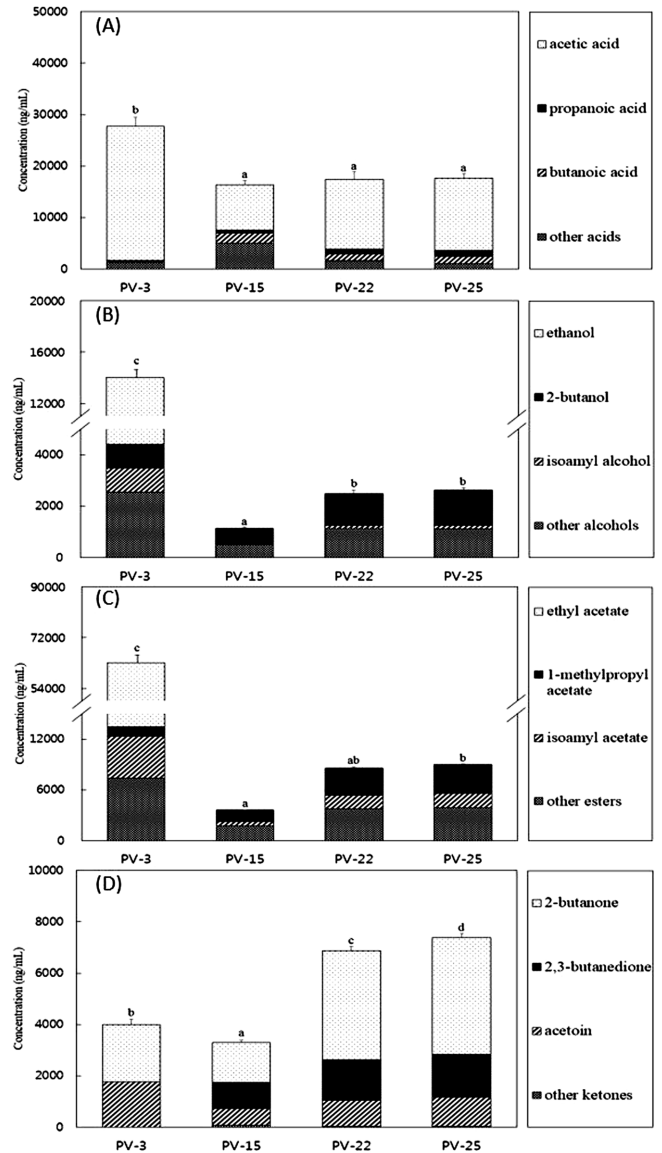 (A)
Concentration (ng/mL)
50000
40000
30000
20000
10000
0
b
a
a
a
PV-3 PV-15 PV-22 PV-25
acetic acid
propanoic acid
butanoic acid
other acids
(B)
Concentration (ng/mL)
20000
16000
12000
4000
2000
0
c
a
b
b
PV-3 PV-15 PV-22 PV-25
ethanol
2-butanol
isoamyl alcohol
other alcohols
(C)
Concentration (ng/mL)
90000
72000
54000
12000
6000
0
c
a
ab
b
PV-3 PV-15 PV-22 PV-25
ethyl acetate
1-methylpropyl
acetate
isoamyl acetate
other esters
(D)
Concentration (ng/mL)
10000
8000
6000
4000
2000
0
b
a
c
d
PV-3 PV-15 PV-22 PV-25
2-butanone
2,3-butanedione
acetoin
other ketones